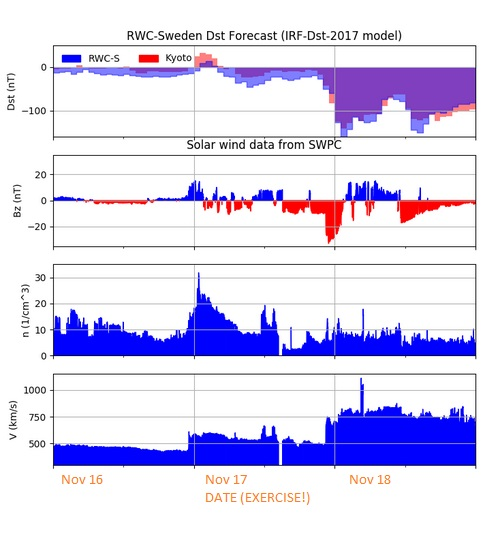 RWC-Sweden Dst Forecast (IRF-Dst-2017 model)
RWC-S Kyoto
0
−100
Dst (nT)
Solar wind data from SWPC
20
0
−20
Bz (nT)
30
20
10
0
n (1/cm^3)
1000
750
500
V (km/s)
Nov 16 Nov 17 Nov 18
DATE (EXERCISE!)